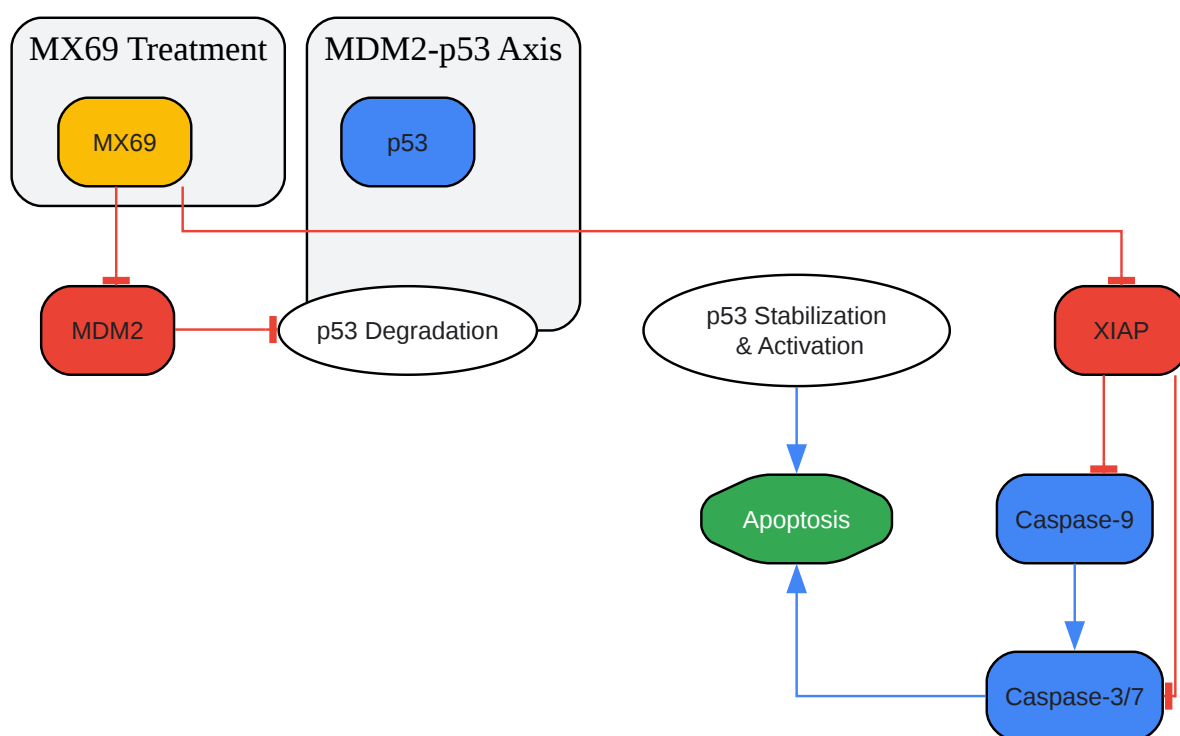 MX69 Treatment
MDM2-p53 Axis
MX69
p53
MDM2
p53 Degradation
p53 Stabilization
& Activation
XIAP
Apoptosis
Caspase-9
Caspase-3/7